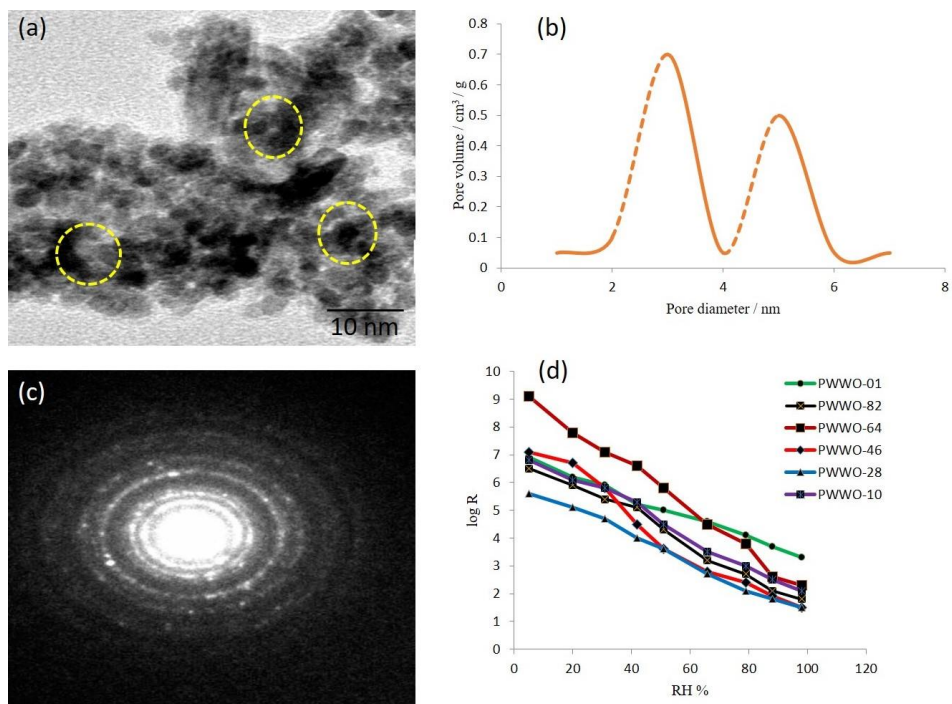 (a)
10 nm
(b)
Pore volume / cm³ / g
0.8
0.7
0.6
0.5
0.4
0.3
0.2
0.1
0
0 2 4 6 8
Pore diameter / nm
(c)
(d)
log R
10
9
8
7
6
5
4
3
2
1
0
0 20 40 60 80 100 120
RH %
PWWO-01
PWWO-82
PWWO-64
PWWO-46
PWWO-28
PWWO-10